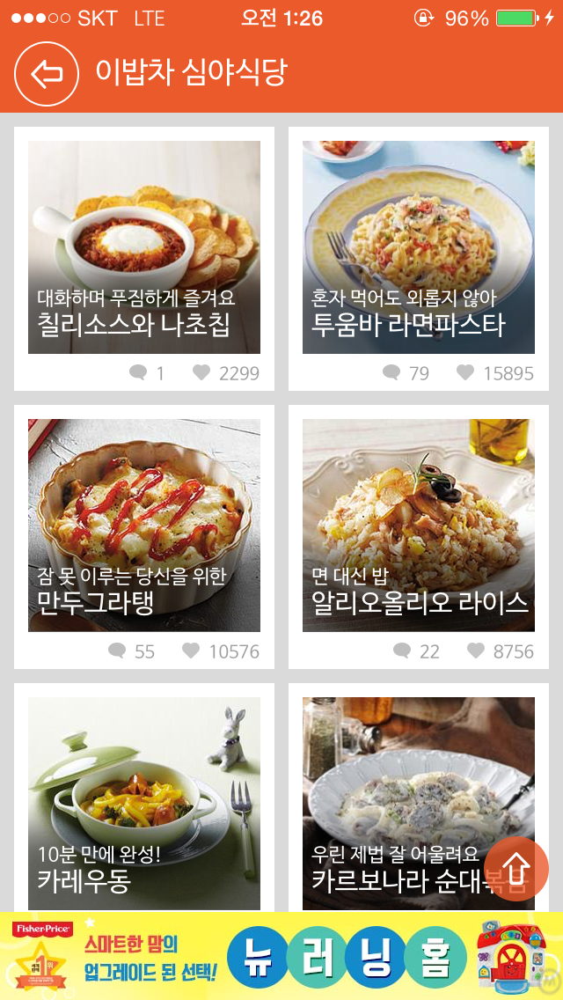 SKT LTE 오전 1:26 96%
이밥차 심야식당
대화하며 푸짐하게 즐겨요
칠리소스와 나초칩
1 2299
혼자 먹어도 외롭지 않아
투움바 라면파스타
79 15895
잠 못 이루는 당신을 위한
만두그라탱
55 10576
면 대신 밥
알리오올리오 라이스
22 8756
10분 만에 완성!
카레우동
우린 제법 잘 어울려요
카르보나라 순대볶음
Fisher-Price
1위
스마트한 맘의
업그레이드 된 선택!
뉴러닝홈